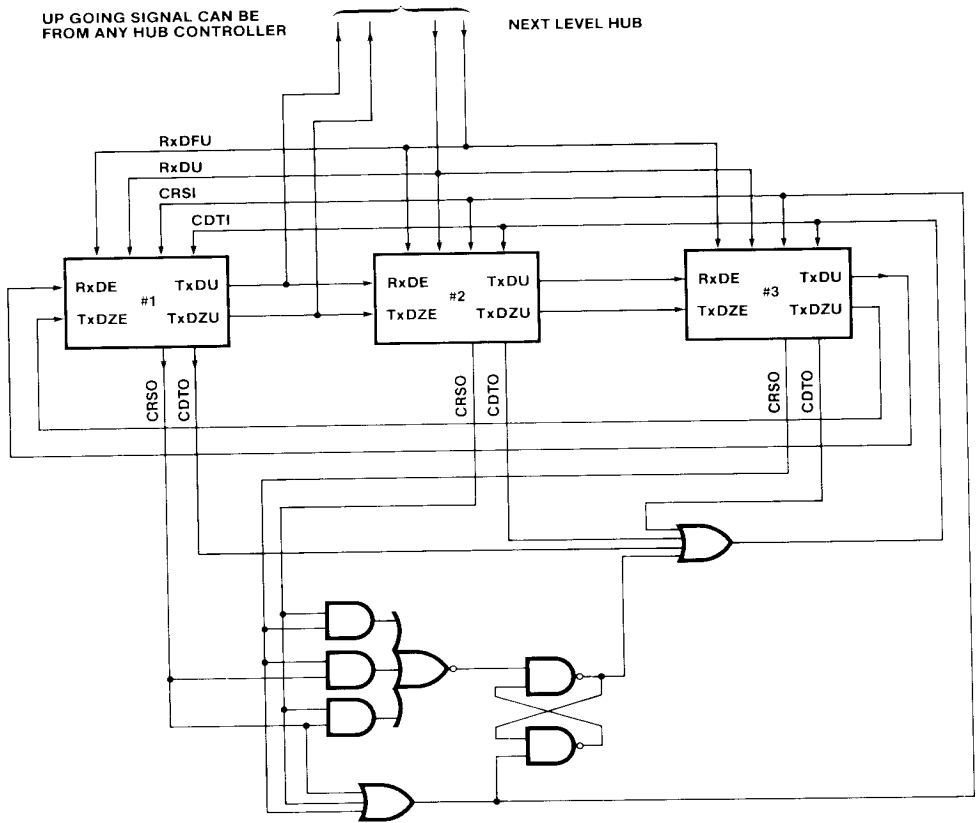 UP GOING SIGNAL CAN BE
FROM ANY HUB CONTROLLER
NEXT LEVEL HUB
RxDFU
RxDU
CRSI
CDTI
RxDE TxDU
#1
TxDZE TxDZU
RxDE TxDU
#2
TxDZE TxDZU
RxDE TxDU
#3
TxDZE TxDZU
CRSO
CDTO
CRSO
CDTO
CRSO
CDTO